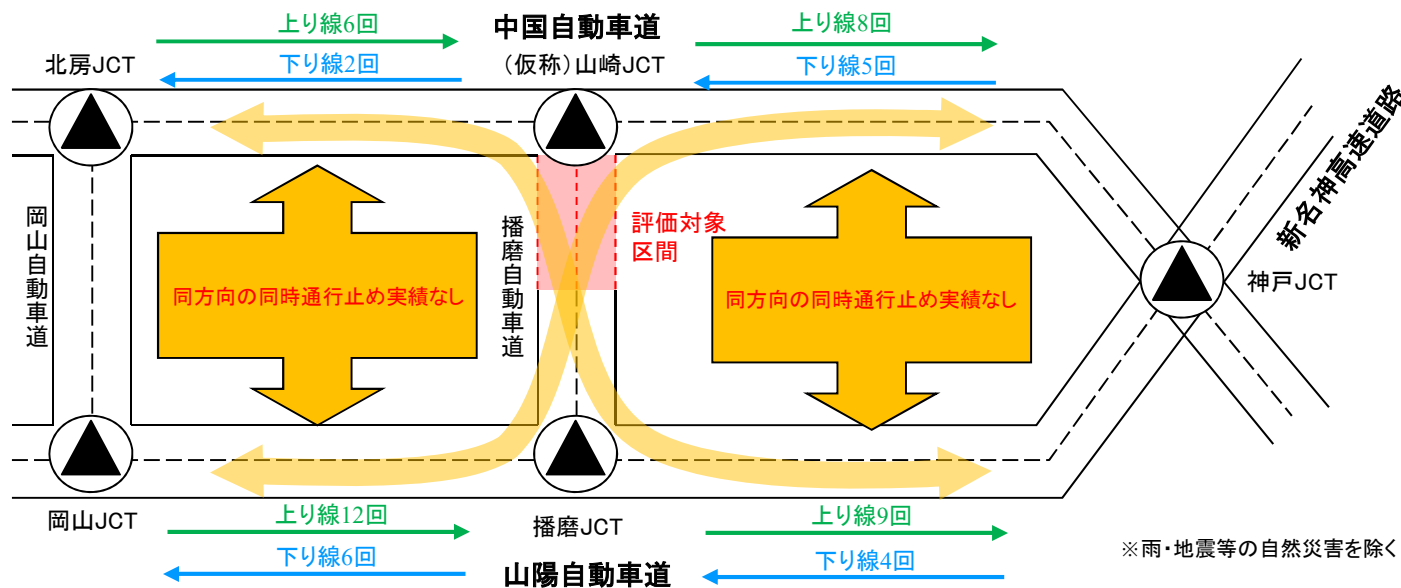 上り線6回
中国自動車道
上り線8回
北房JCT
下り線2回
（仮称）山崎JCT
下り線5回
新名神高速道路
岡山自動車道
播磨自動車道
評価対象
区間
同方向の同時通行止め実績なし
同方向の同時通行止め実績なし
神戸JCT
岡山JCT
上り線12回
播磨JCT
上り線9回
下り線6回
山陽自動車道
下り線4回
※雨・地震等の自然災害を除く